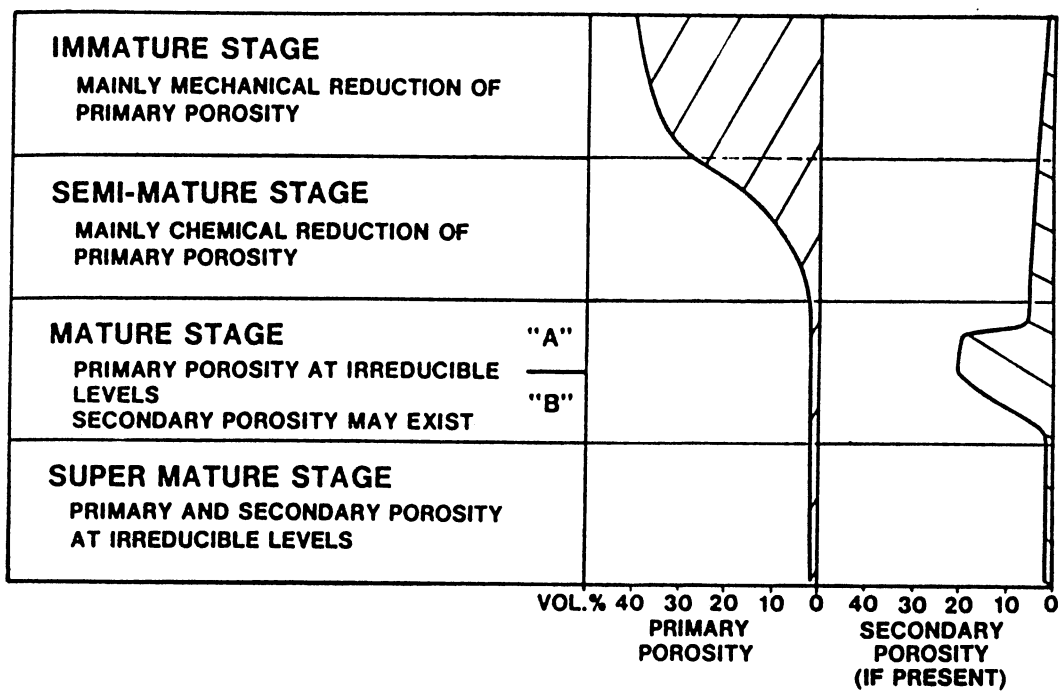 IMMATURE STAGE
MAINLY MECHANICAL REDUCTION OF
PRIMARY POROSITY
SEMI-MATURE STAGE
MAINLY CHEMICAL REDUCTION OF
PRIMARY POROSITY
MATURE STAGE "A"
PRIMARY POROSITY AT IRREDUCIBLE
LEVELS "B"
SECONDARY POROSITY MAY EXIST
SUPER MATURE STAGE
PRIMARY AND SECONDARY POROSITY
AT IRREDUCIBLE LEVELS
VOL.% 40 30 20 10 0 40 30 20 10 0
PRIMARY
POROSITY
SECONDARY
POROSITY
(IF PRESENT)